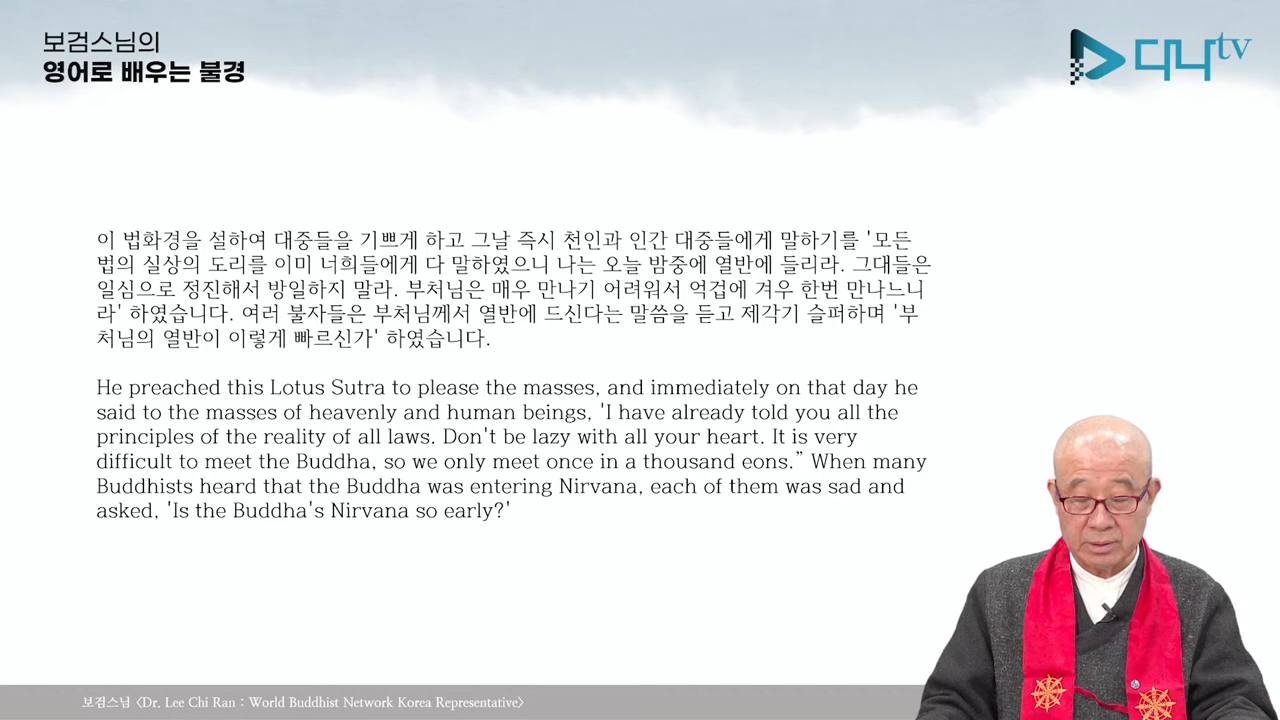 보검스님의
영어로 배우는 불경
디나tv
이 법화경을 설하여 대중들을 기쁘게 하고 그날 즉시 천인과 인간 대중들에게 말하기를 '모든
법의 실상의 도리를 이미 너희들에게 다 말하였으니 나는 오늘 밤중에 열반에 들리라. 그대들은
일심으로 정진해서 방일하지 말라. 부처님은 매우 만나기 어려워서 억겁에 겨우 한번 만나느니
라' 하였습니다. 여러 불자들은 부처님께서 열반에 드신다는 말씀을 듣고 제각기 슬퍼하며 '부
처님의 열반이 이렇게 빠르신가' 하였습니다.
He preached this Lotus Sutra to please the masses, and immediately on that day he
said to the masses of heavenly and human beings, 'I have already told you all the
principles of the reality of all laws. Don't be lazy with all your heart. It is very
difficult to meet the Buddha, so we only meet once in a thousand eons.” When many
Buddhists heard that the Buddha was entering Nirvana, each of them was sad and
asked, 'Is the Buddha's Nirvana so early?'
보검스님 <Dr. Lee Chi Ran : World Buddhist Network Korea Representative>